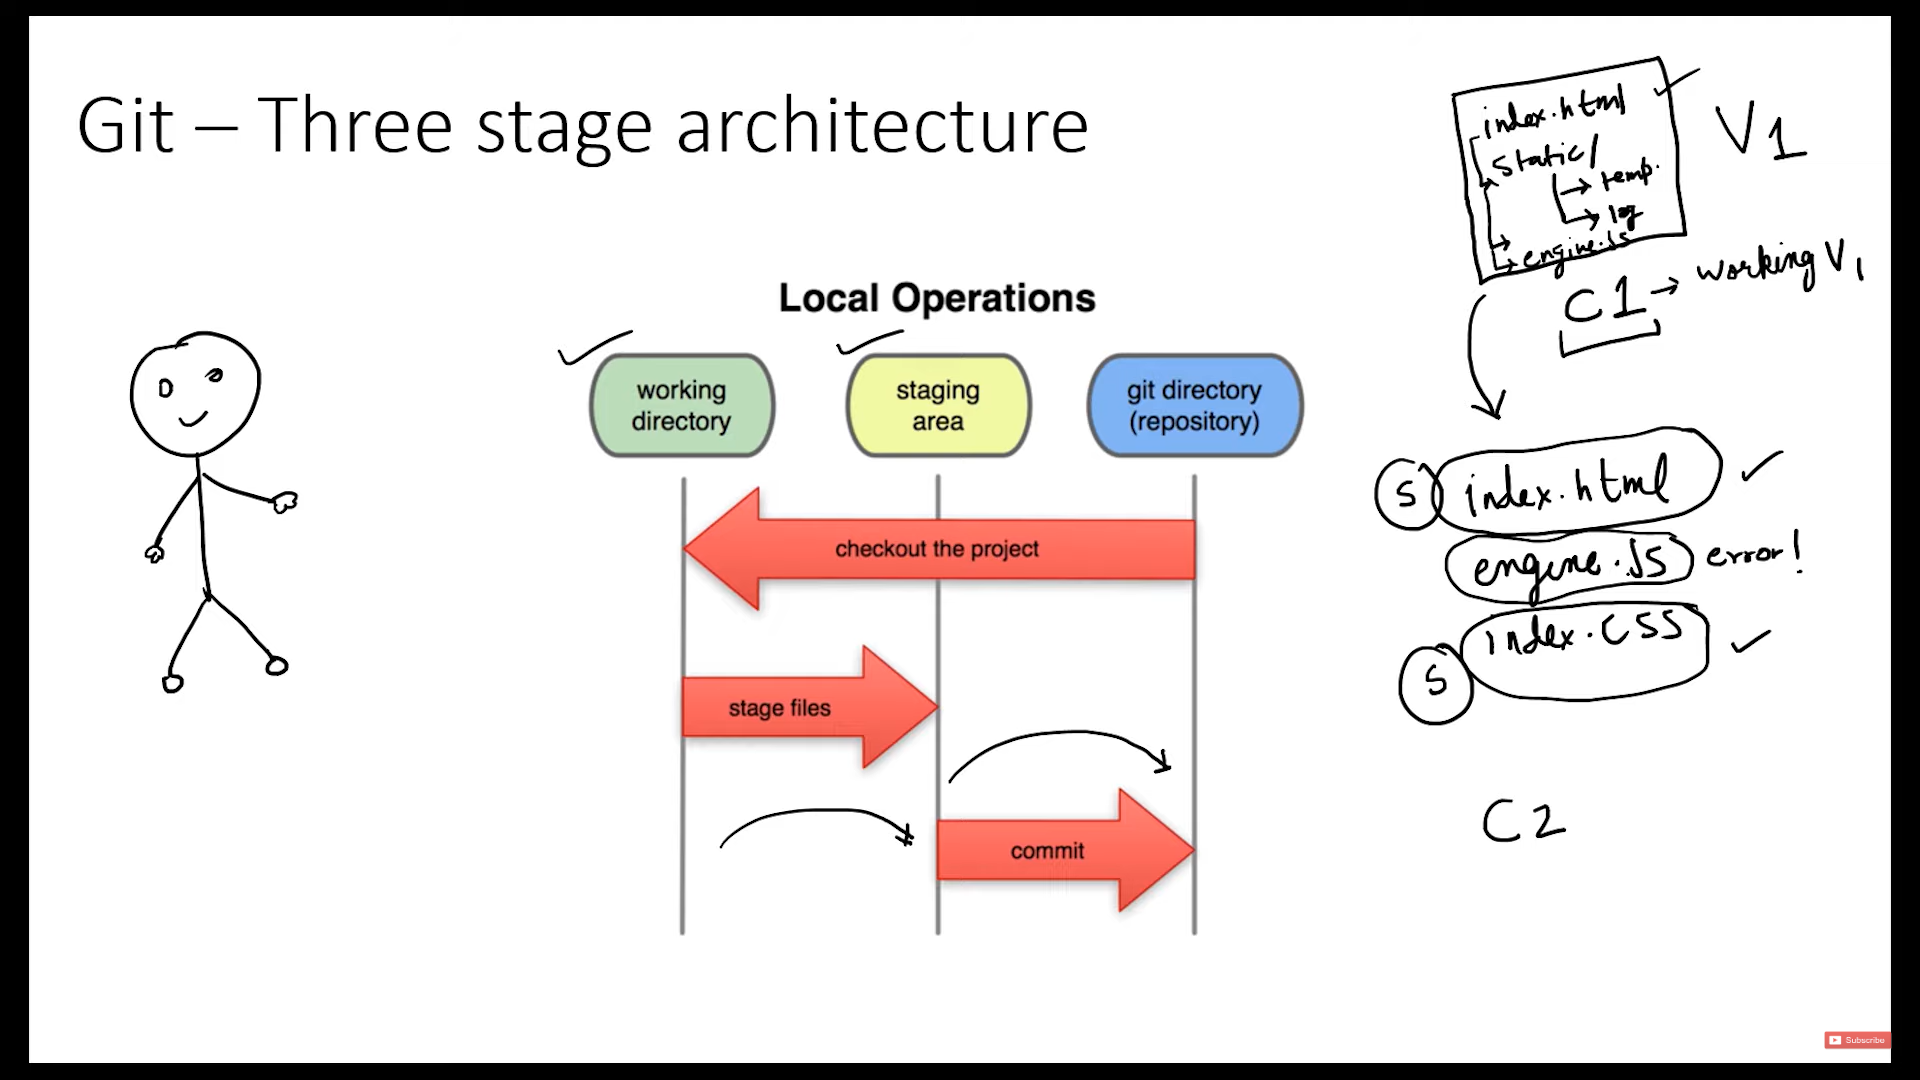 Git – Three stage architecture
index.html
static/
temp.
log
engine.js
V1
C1 → working V1
Local Operations
working
directory
staging
area
git directory
(repository)
checkout the project
stage files
commit
S index.html
engine.js error!
S index.css
C2
Subscribe